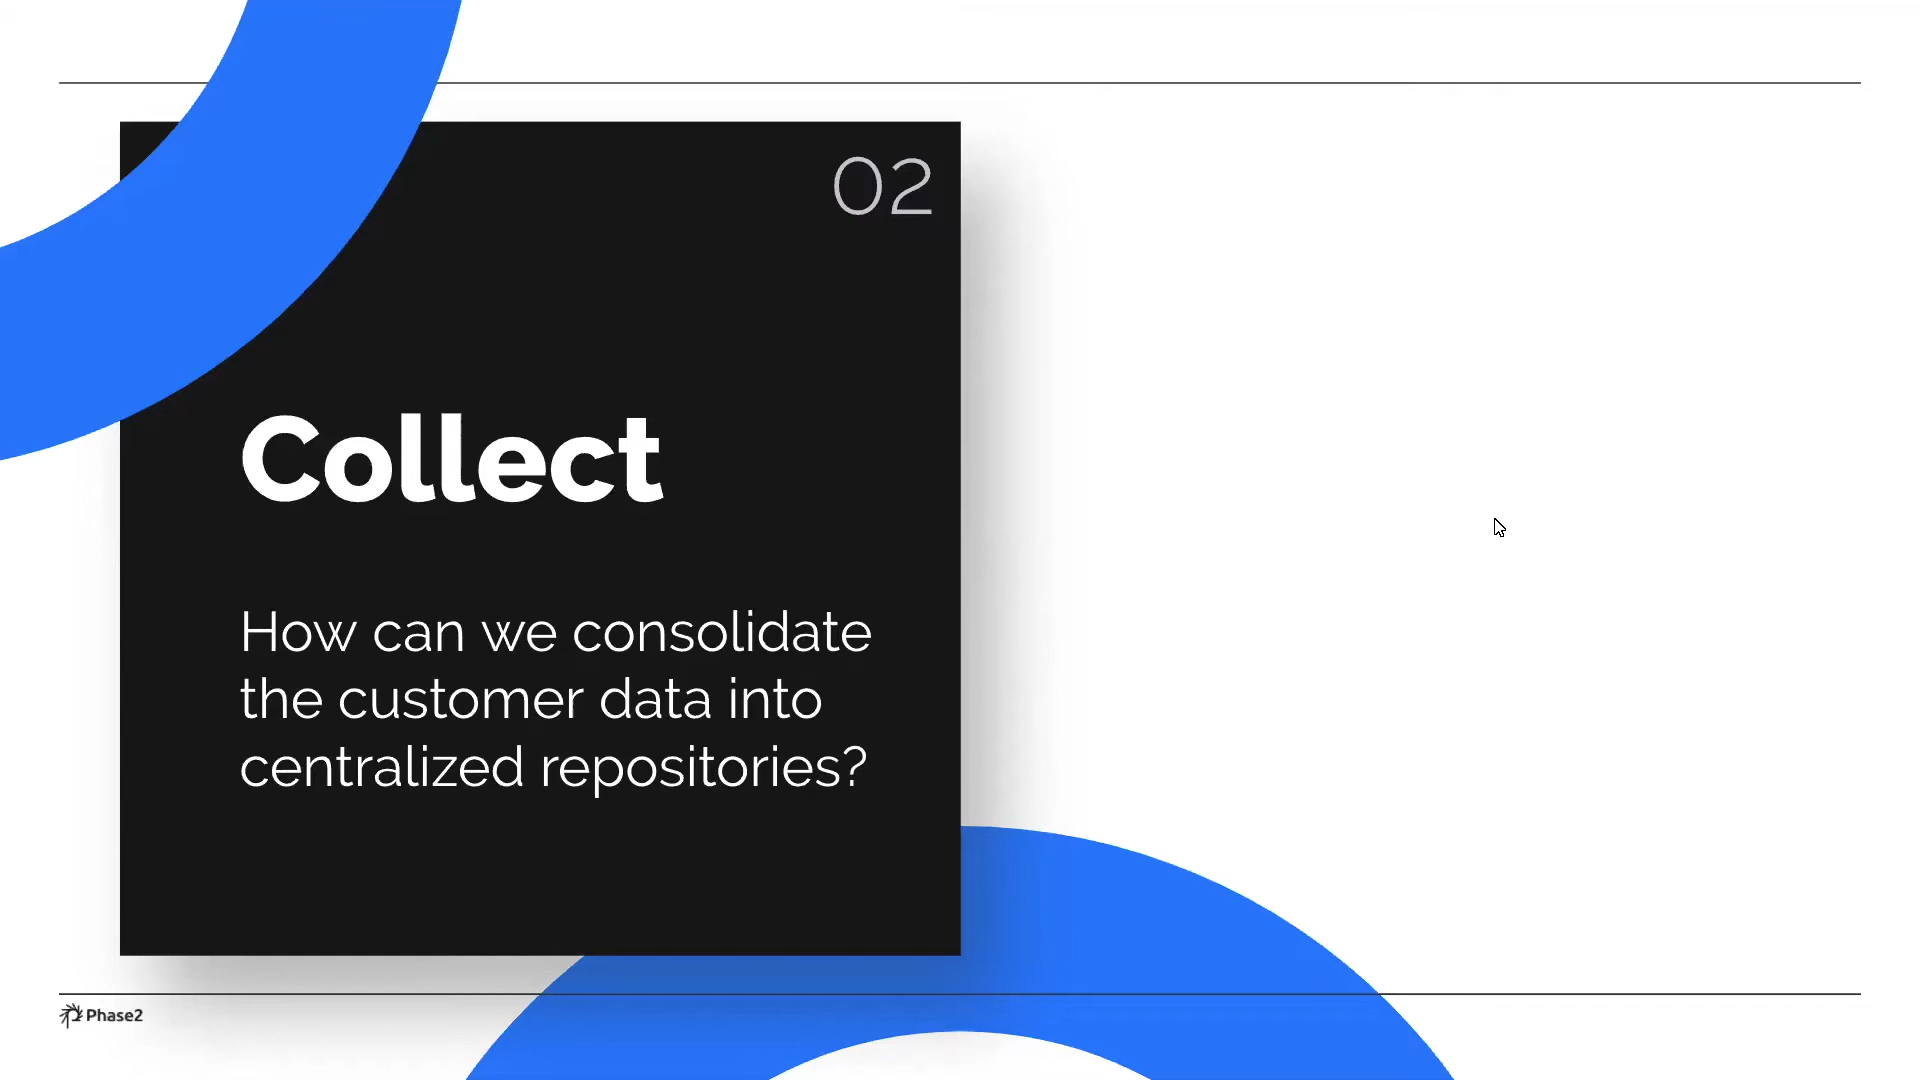 02
Collect
How can we consolidate
the customer data into
centralized repositories?
Phase2